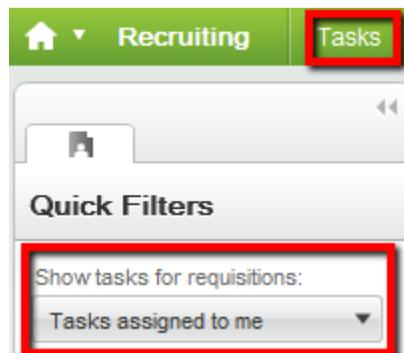 Recruiting Tasks
Quick Filters
Show tasks for requisitions:
Tasks assigned to me